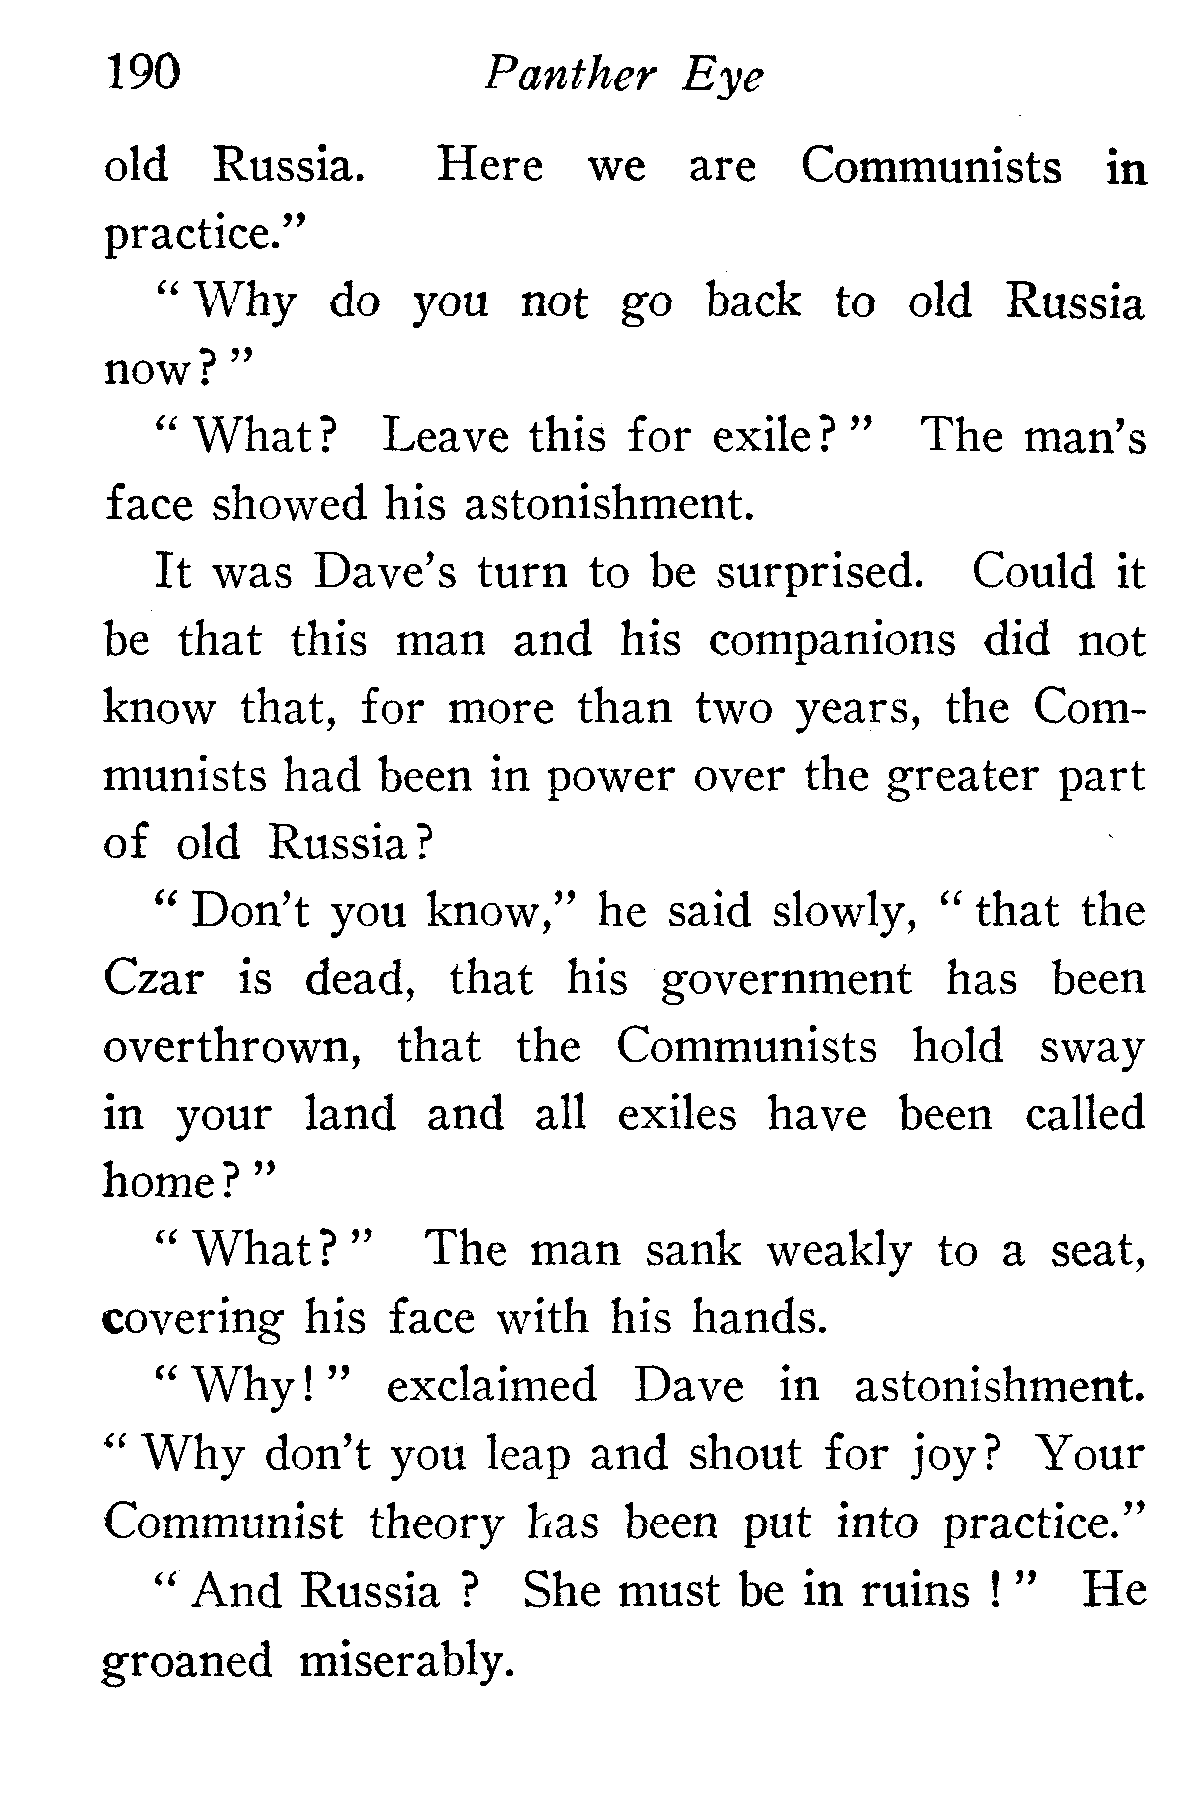 190 Panther Eye
old Russia. Here we are Communists in
practice.”
“ Why do you not go back to old Russia
now? ”
“ What? Leave this for exile? ” The man’s
face showed his astonishment.
It was Dave’s turn to be surprised. Could it
be that this man and his companions did not
know that, for more than two years, the Com-
munists had been in power over the greater part
of old Russia?
“ Don’t you know,” he said slowly, “ that the
Czar is dead, that his government has been
overthrown, that the Communists hold sway
in your land and all exiles have been called
home? ”
“ What? ” The man sank weakly to a seat,
covering his face with his hands.
“ Why! ” exclaimed Dave in astonishment.
“ Why don’t you leap and shout for joy? Your
Communist theory has been put into practice.”
“ And Russia ? She must be in ruins ! ” He
groaned miserably.